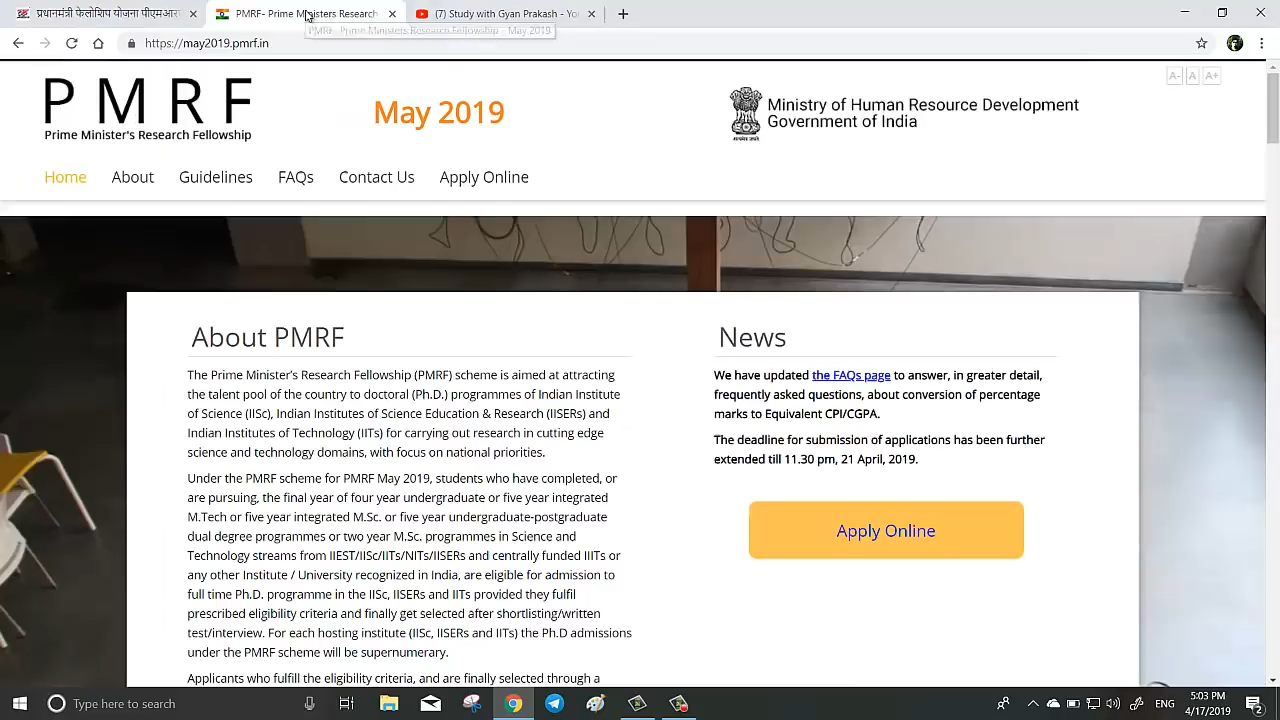 प्रधानमंत्री फेलोशिप योजना पीएमआर
PMRF- Prime Ministers Research
(7) Study with Gyan Prakash - Yo
PMRF - Prime Ministers Research Fellowship - May 2019
https://may2019.pmrf.in
A- A A+
P M R F
Prime Minister's Research Fellowship
May 2019
Ministry of Human Resource Development
Government of India
Home About Guidelines FAQs Contact Us Apply Online
About PMRF
The Prime Minister's Research Fellowship (PMRF) scheme is aimed at attracting
the talent pool of the country to doctoral (Ph.D.) programmes of Indian Institute
of Science (IISc), Indian Institutes of Science Education & Research (IISERs) and
Indian Institutes of Technology (IITs) for carrying out research in cutting edge
science and technology domains, with focus on national priorities.
Under the PMRF scheme for PMRF May 2019, students who have completed, or
are pursuing, the final year of four year undergraduate or five year integrated
M.Tech or five year integrated M.Sc. or five year undergraduate-postgraduate
dual degree programmes or two year M.Sc. programmes in Science and
Technology streams from IIEST/IISc/IITs/NITs/IISERs and centrally funded IIITs or
any other Institute / University recognized in India, are eligible for admission to
full time Ph.D. programme in the IISc, IISERs and IITs provided they fulfil
prescribed eligibility criteria and finally get selected after shortlisting/written
test/interview. For each hosting institute (IISc, IISERs and IITs) the Ph.D admissions
under the PMRF scheme will be supernumerary.
Applicants who fulfill the eligibility criteria, and are finally selected through a
News
We have updated the FAQs page to answer, in greater detail,
frequently asked questions, about conversion of percentage
marks to Equivalent CPI/CGPA.
The deadline for submission of applications has been further
extended till 11.30 pm, 21 April, 2019.
Apply Online
Type here to search
ENG
5:03 PM
4/17/2019
2